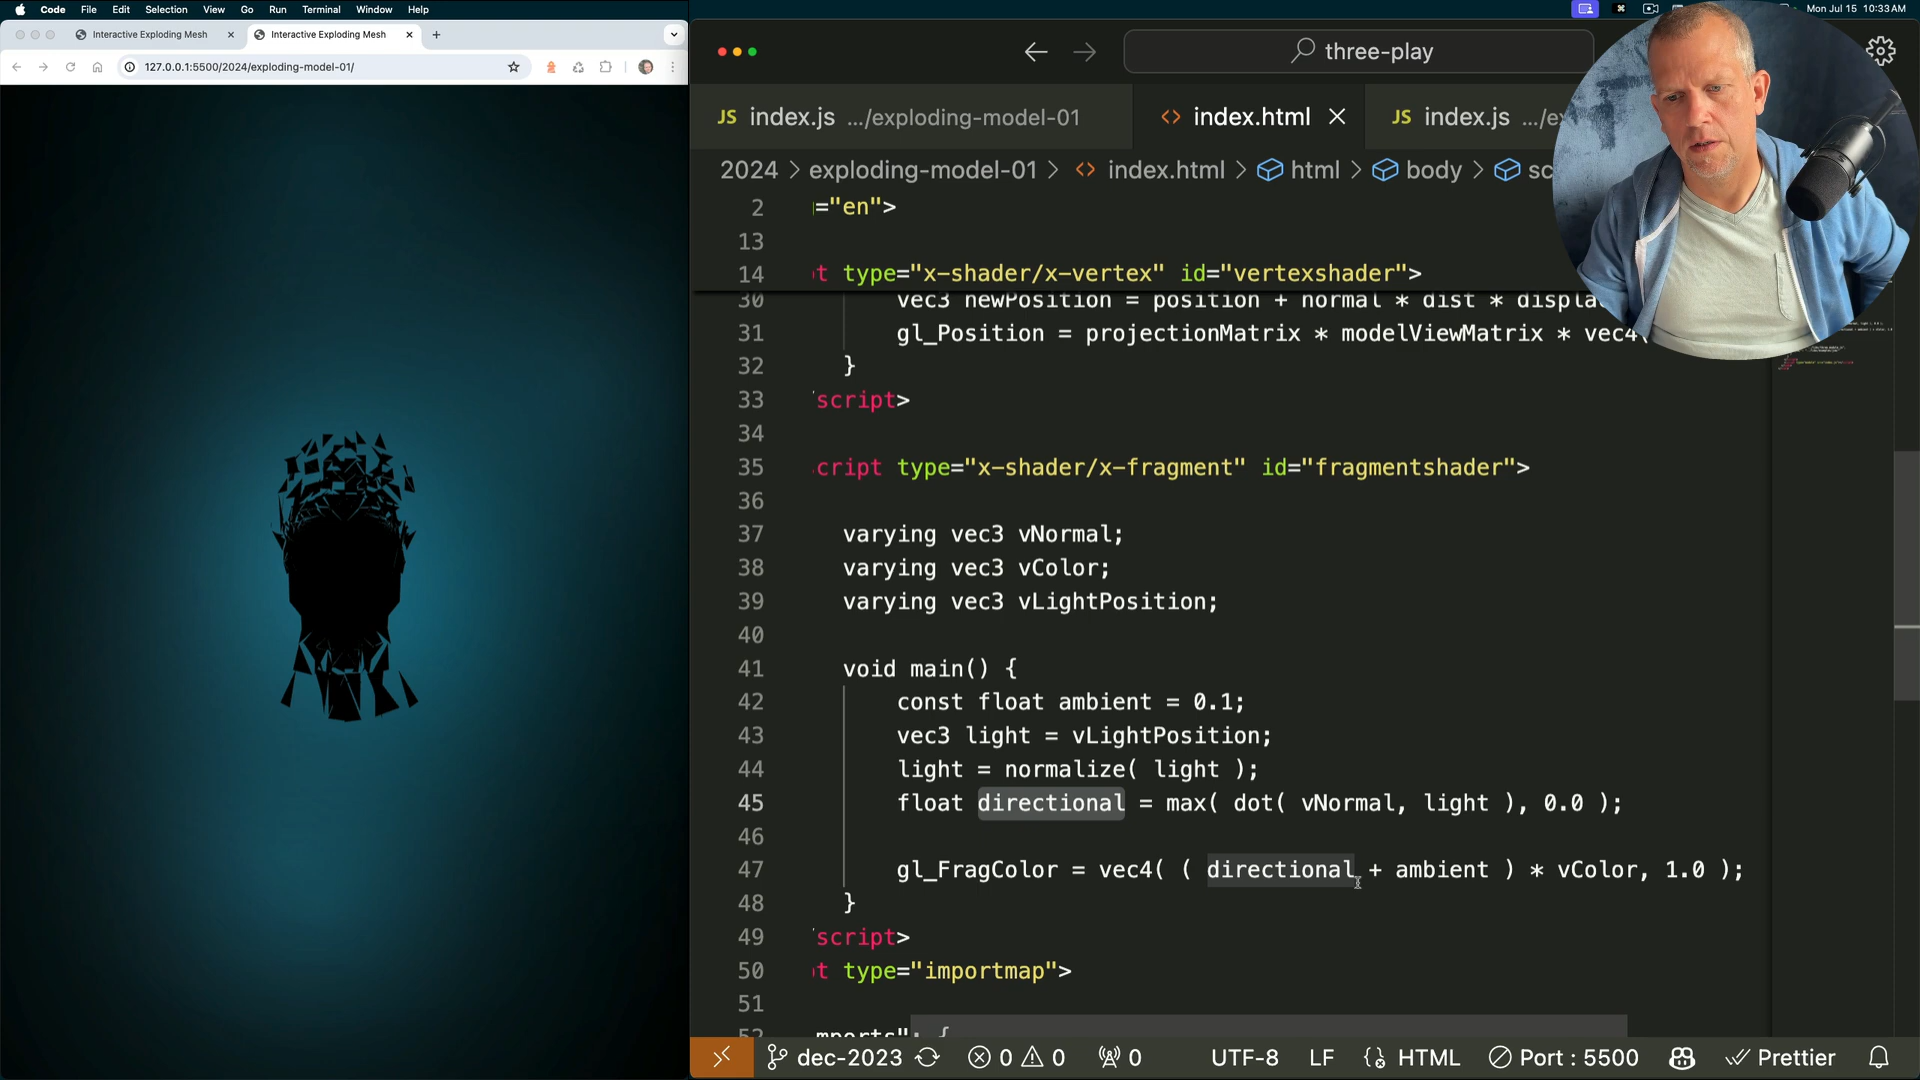 Code File Edit Selection View Go Run Terminal Window Help
Mon Jul 15 10:33 AM
Interactive Exploding Mesh
Interactive Exploding Mesh
127.0.0.1:5500/2024/exploding-model-01/
three-play
JS index.js .../exploding-model-01
index.html
JS index.js .../e
2024 > exploding-model-01 > index.html > html > body > sc
2 ="en">
13
14 t type="x-shader/x-vertex" id="vertexshader">
30 vec3 newPosition = position + normal * dist * displa
31 gl_Position = projectionMatrix * modelViewMatrix * vec4(
32 }
33 script>
34
35 cript type="x-shader/x-fragment" id="fragmentshader">
36
37 varying vec3 vNormal;
38 varying vec3 vColor;
39 varying vec3 vLightPosition;
40
41 void main() {
42 const float ambient = 0.1;
43 vec3 light = vLightPosition;
44 light = normalize( light );
45 float directional = max( dot( vNormal, light ), 0.0 );
46
47 gl_FragColor = vec4( ( directional + ambient ) * vColor, 1.0 );
48 }
49 script>
50 t type="importmap">
51
52 mports": {
dec-2023 0 0 0 UTF-8 LF HTML Port : 5500 Prettier